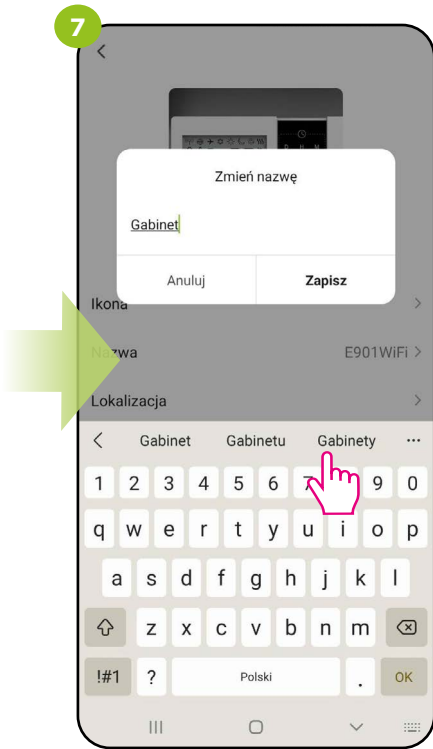 7
Zmień nazwę
Gabinet
Anuluj Zapisz
Ikona
Nazwa E901WiFi
Lokalizacja
Gabinet Gabinetu Gabinety ...
1 2 3 4 5 6 7 9 0
q w e r t y u i o p
a s d f g h j k l
z x c v b n m
!#1 ? Polski . OK